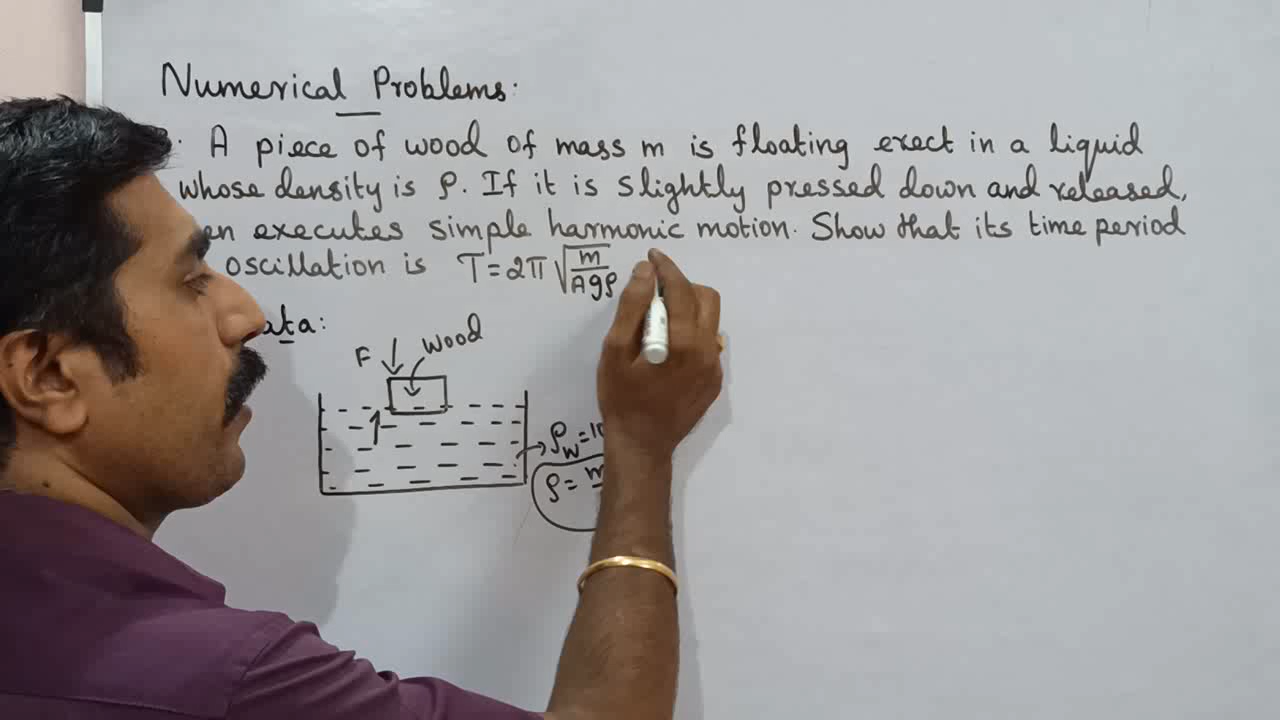 Numerical Problems:
A piece of wood of mass m is floating erect in a liquid
whose density is ρ. If it is slightly pressed down and released,
executes simple harmonic motion. Show that its time period
oscillation is T=2π√(m/Agρ)
F wood
ρw=
ρ= m